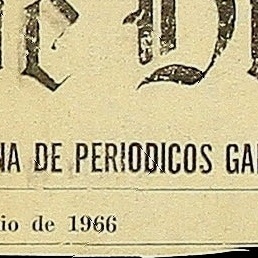 NA DE PERIODICOS GA
io de 1966